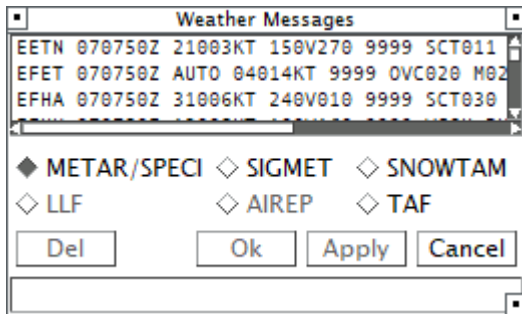 Weather Messages
EETN 070750Z 21003KT 150V270 9999 SCT011
EFET 070750Z AUTO 04014KT 9999 OVC020 M02
EFHA 070750Z 31006KT 240V010 9999 SCT030
METAR/SPECI SIGMET SNOWTAM
LLF AIREP TAF
Del Ok Apply Cancel